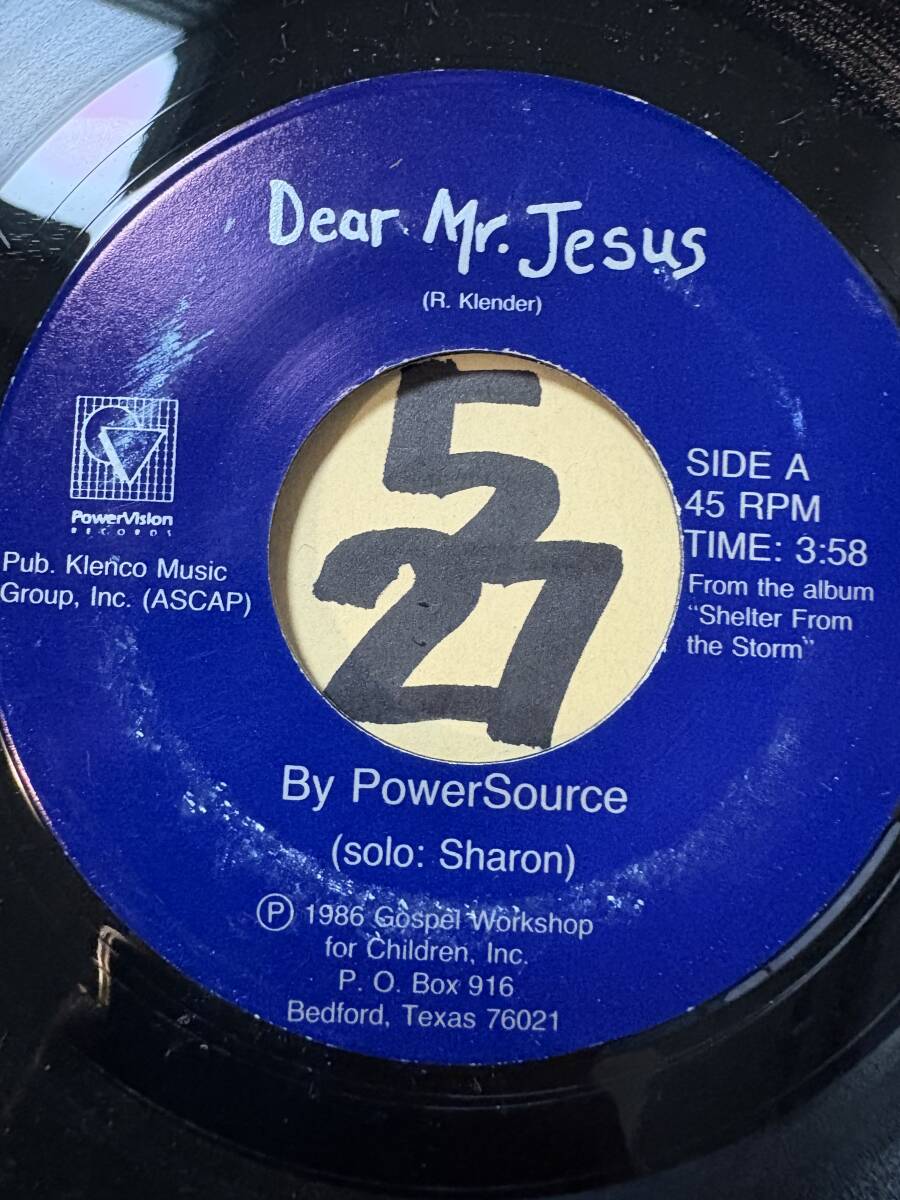 Dear Mr. Jesus
(R. Klender)
PowerVision
RECORDS
Pub. Klenco Music
Group, Inc. (ASCAP)
5
27
SIDE A
45 RPM
TIME: 3:58
From the album
"Shelter From
the Storm"
By PowerSource
(solo: Sharon)
Ⓟ 1986 Gospel Workshop
for Children, Inc.
P. O. Box 916
Bedford, Texas 76021